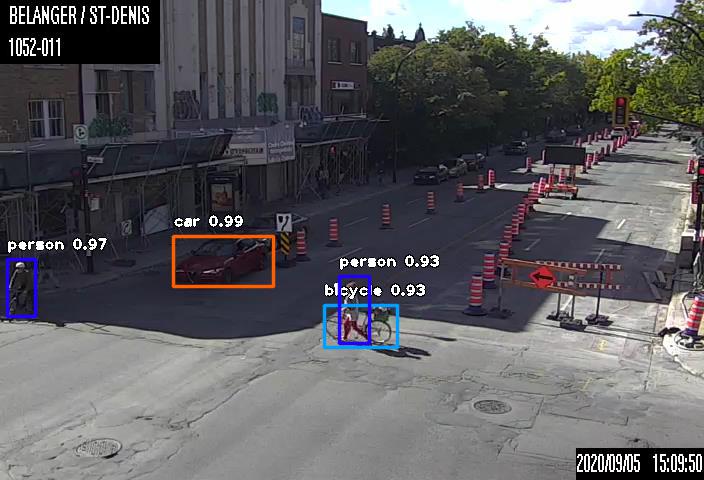 BELANGER / ST-DENIS
1052-011
car 0.99
person 0.97
person 0.93
bicycle 0.93
2020/09/05 15:09:50